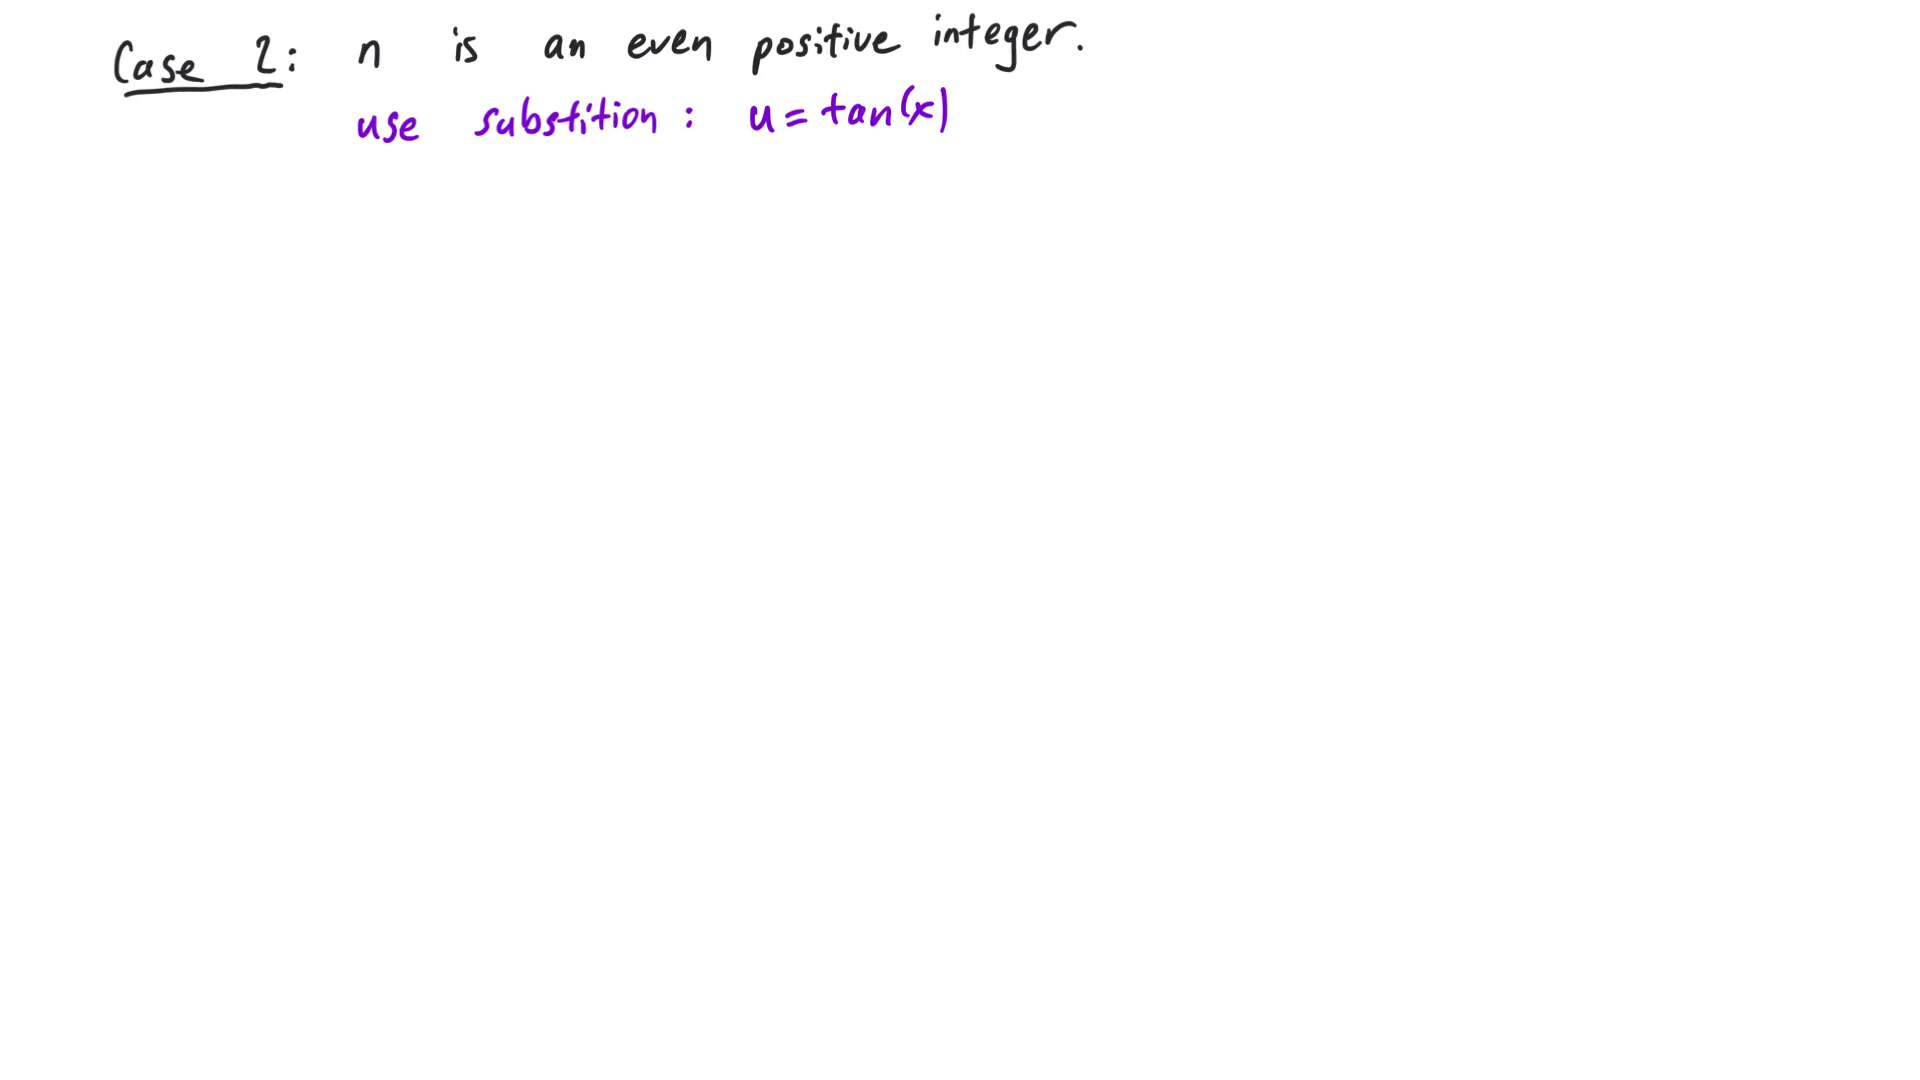 Case 2: n is an even positive integer.
use substition: u = tan(x)